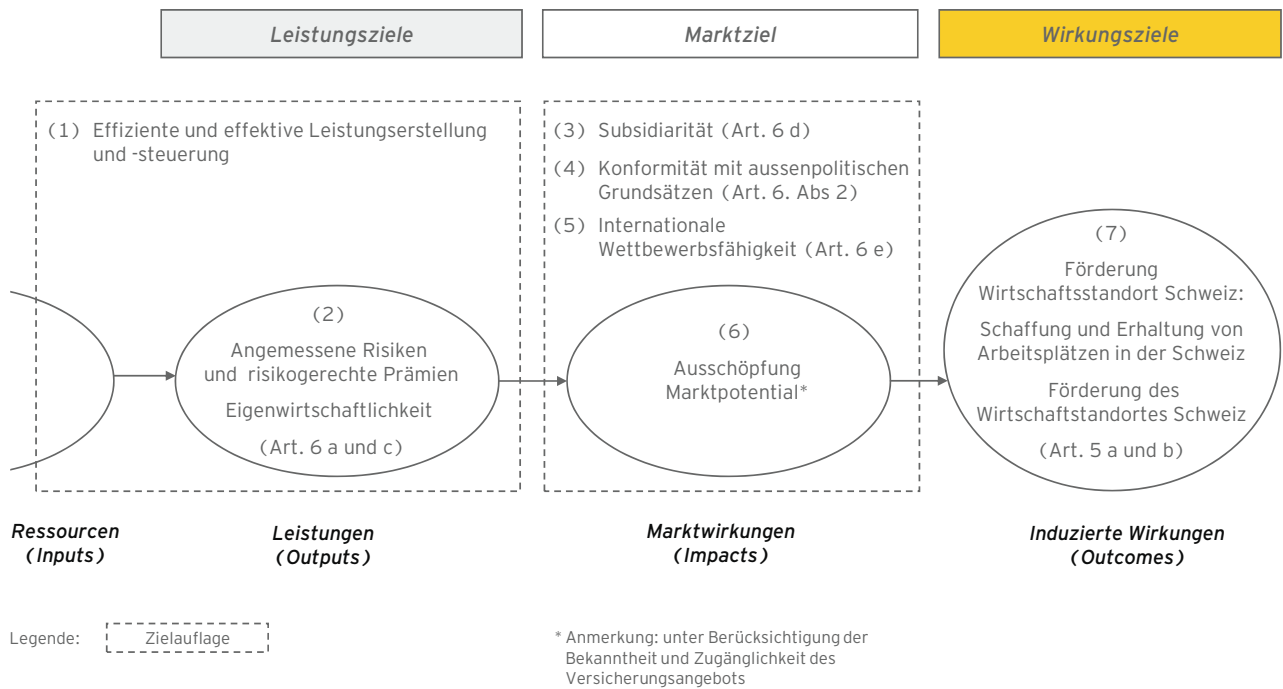 Leistungsziele
Marktziel
Wirkungsziele
(1) Effiziente und effektive Leistungserstellung
und -steuerung
(2)
Angemessene Risiken
und risikogerechte Prämien
Eigenwirtschaftlichkeit
(Art. 6 a und c)
(3) Subsidiarität (Art. 6 d)
(4) Konformität mit aussenpolitischen
Grundsätzen (Art. 6. Abs 2)
(5) Internationale
Wettbewerbsfähigkeit (Art. 6 e)
(6)
Ausschöpfung
Marktpotential*
(7)
Förderung
Wirtschaftsstandort Schweiz:
Schaffung und Erhaltung von
Arbeitsplätzen in der Schweiz
Förderung des
Wirtschaftstandortes Schweiz
(Art. 5 a und b)
Ressourcen
(Inputs)
Leistungen
(Outputs)
Marktwirkungen
(Impacts)
Induzierte Wirkungen
(Outcomes)
Legende:
Zielauflage
* Anmerkung: unter Berücksichtigung der
Bekanntheit und Zugänglichkeit des
Versicherungsangebots